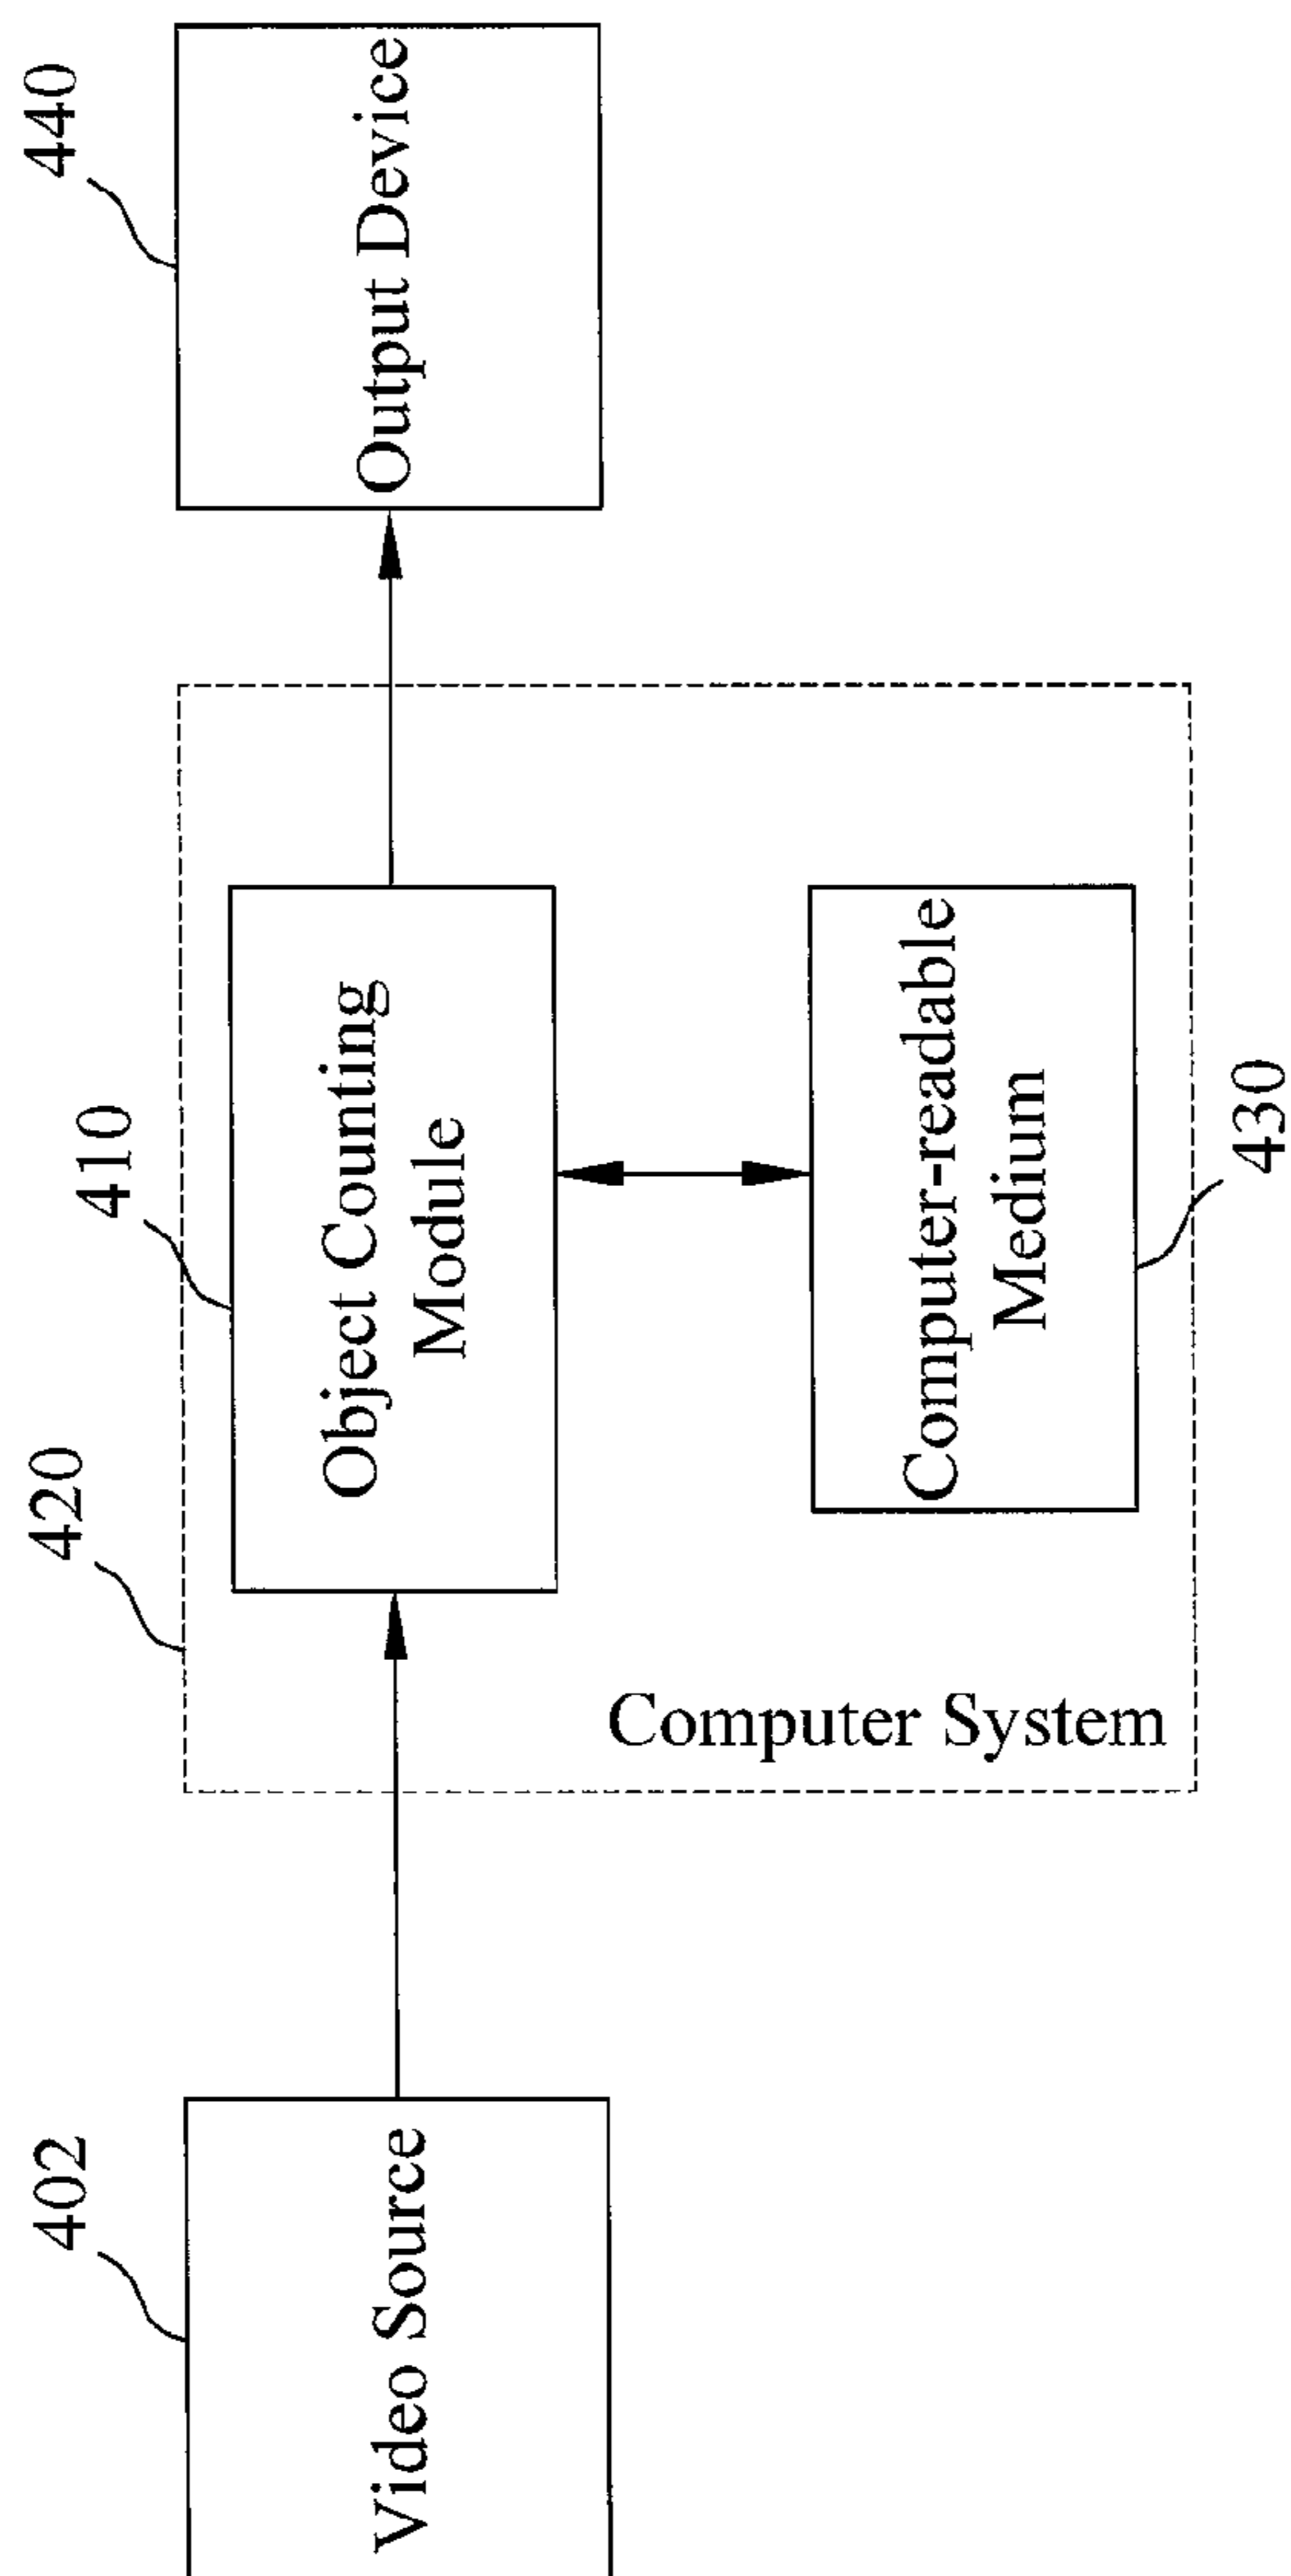 402
Video Source
420
Computer System
410
Object Counting
Module
430
Computer-readable
Medium
440
Output Device